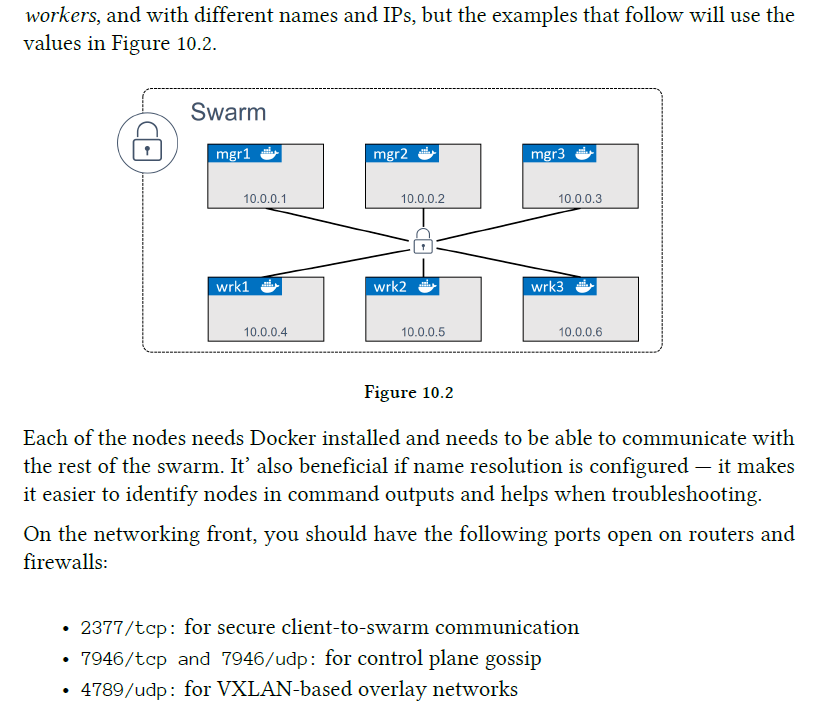 workers, and with different names and IPs, but the examples that follow will use the
values in Figure 10.2.
Swarm
mgr1
mgr2
mgr3
10.0.0.1
10.0.0.2
10.0.0.3
wrk1
wrk2
wrk3
10.0.0.4
10.0.0.5
10.0.0.6
Figure 10.2
Each of the nodes needs Docker installed and needs to be able to communicate with
the rest of the swarm. It’ also beneficial if name resolution is configured — it makes
it easier to identify nodes in command outputs and helps when troubleshooting.
On the networking front, you should have the following ports open on routers and
firewalls:
• 2377/tcp: for secure client-to-swarm communication
• 7946/tcp and 7946/udp: for control plane gossip
• 4789/udp: for VXLAN-based overlay networks